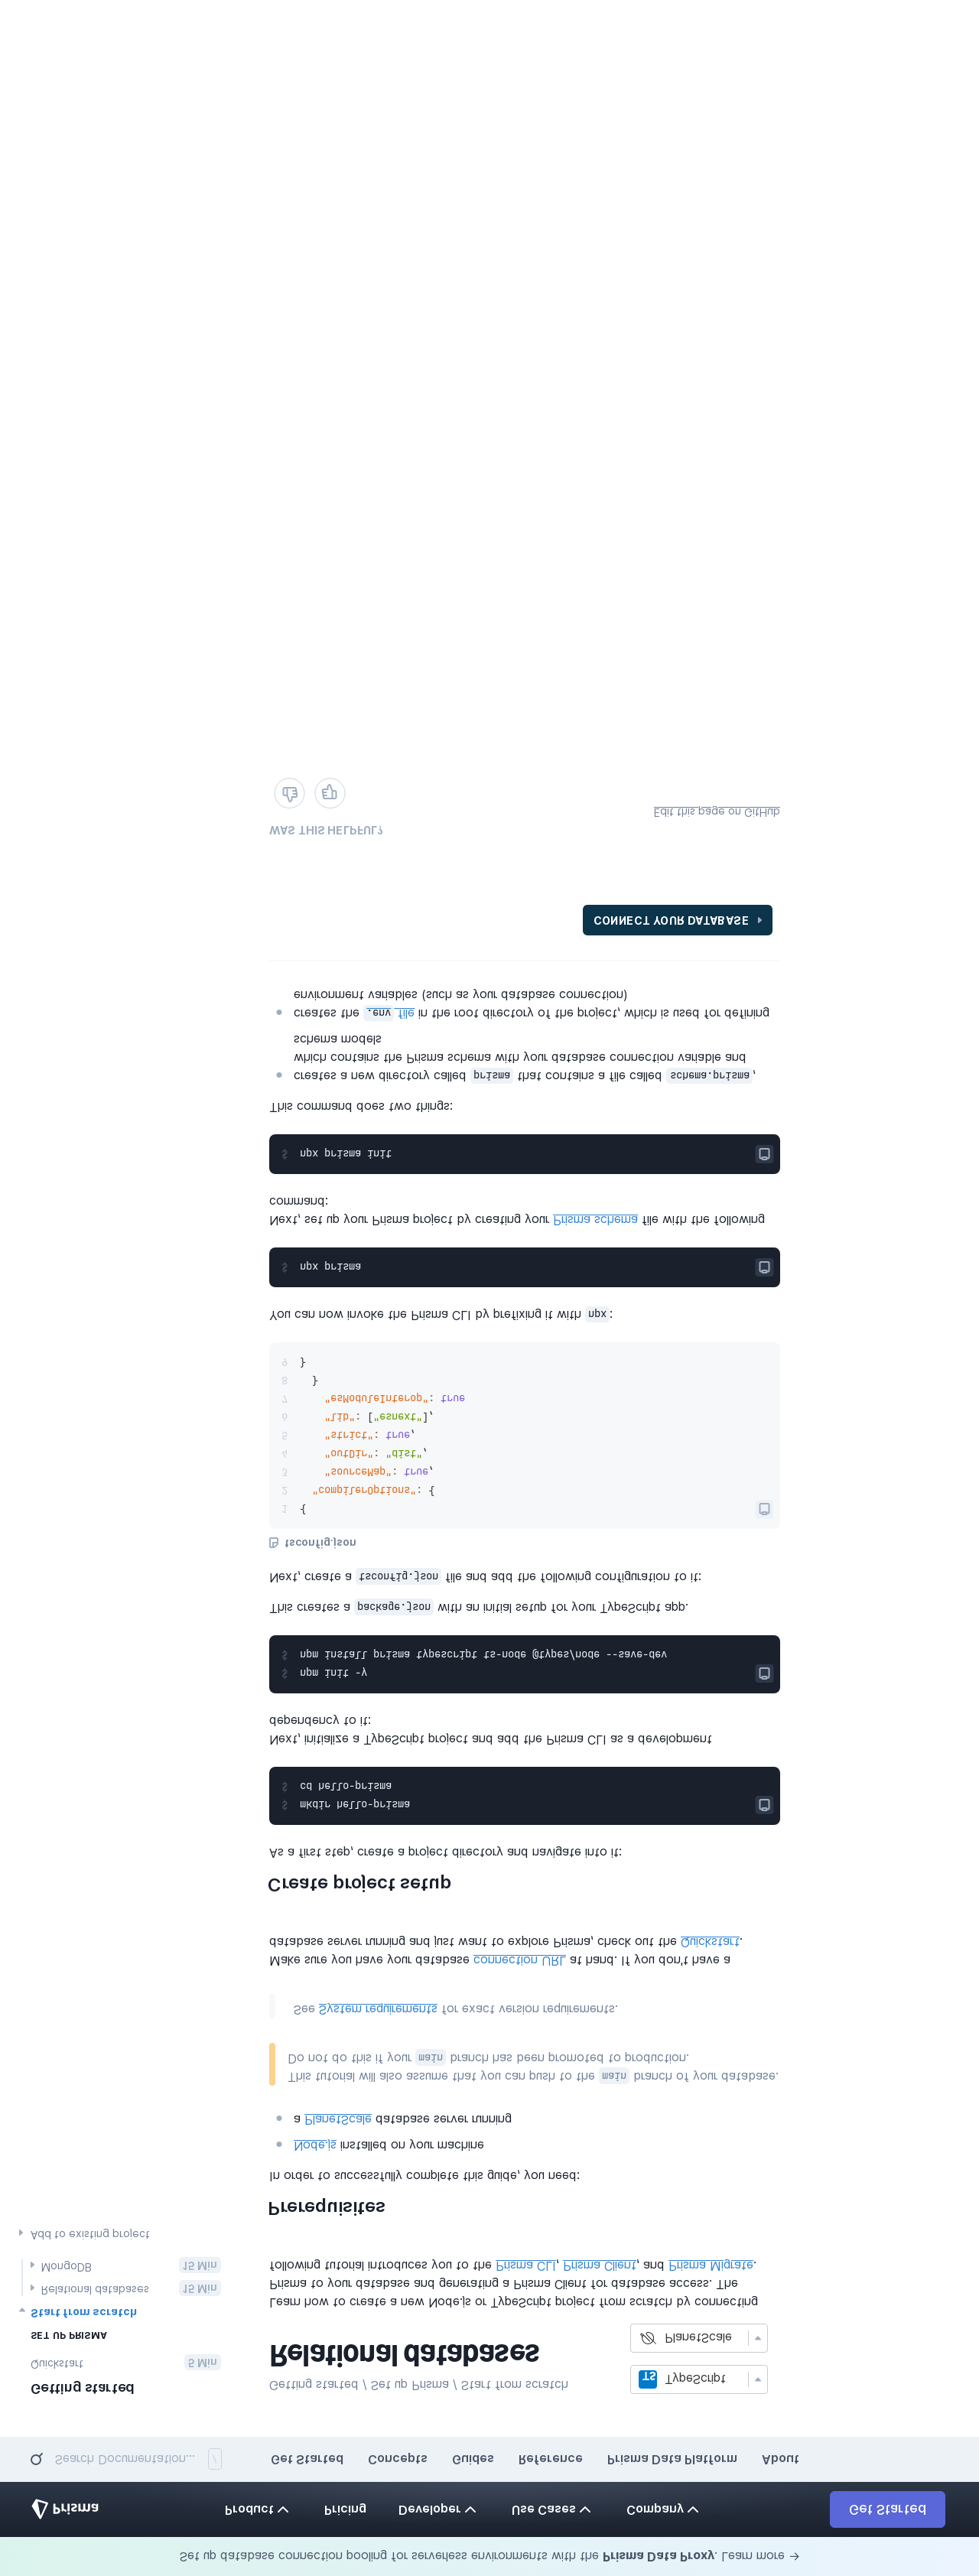 Set up database connection pooling for serverless environments with the Prisma Data Proxy. Learn more →
Prisma
Product
Pricing
Developer
Use Cases
Company
Get Started
Search Documentation... /
Get Started
Concepts
Guides
Reference
Prisma Data Platform
About
Getting started
Quickstart 5 Min
SET UP PRISMA
Start from scratch
Relational databases 15 Min
MongoDB 15 Min
Add to existing project
Getting started / Set up Prisma / Start from scratch
Relational databases
TS TypeScript
PlanetScale
Learn how to create a new Node.js or TypeScript project from scratch by connecting
Prisma to your database and generating a Prisma Client for database access. The
following tutorial introduces you to the Prisma CLI, Prisma Client, and Prisma Migrate.
Prerequisites
In order to successfully complete this guide, you need:
Node.js installed on your machine
a PlanetScale database server running
This tutorial will also assume that you can push to the main branch of your database.
Do not do this if your main branch has been promoted to production.
See System requirements for exact version requirements.
Make sure you have your database connection URL at hand. If you don't have a
database server running and just want to explore Prisma, check out the Quickstart.
Create project setup
As a first step, create a project directory and navigate into it:
$ mkdir hello-prisma
$ cd hello-prisma
Next, initialize a TypeScript project and add the Prisma CLI as a development
dependency to it:
$ npm init -y
$ npm install prisma typescript ts-node @types/node --save-dev
This creates a package.json with an initial setup for your TypeScript app.
Next, create a tsconfig.json file and add the following configuration to it:
tsconfig.json
1 {
2 "compilerOptions": {
3 "sourceMap": true,
4 "outDir": "dist",
5 "strict": true,
6 "lib": ["esnext"],
7 "esModuleInterop": true
8 }
9 }
You can now invoke the Prisma CLI by prefixing it with npx:
$ npx prisma
Next, set up your Prisma project by creating your Prisma schema file with the following
command:
$ npx prisma init
This command does two things:
creates a new directory called prisma that contains a file called schema.prisma,
which contains the Prisma schema with your database connection variable and
schema models
creates the .env file in the root directory of the project, which is used for defining
environment variables (such as your database connection)
CONNECT YOUR DATABASE
WAS THIS HELPFUL?
Edit this page on GitHub